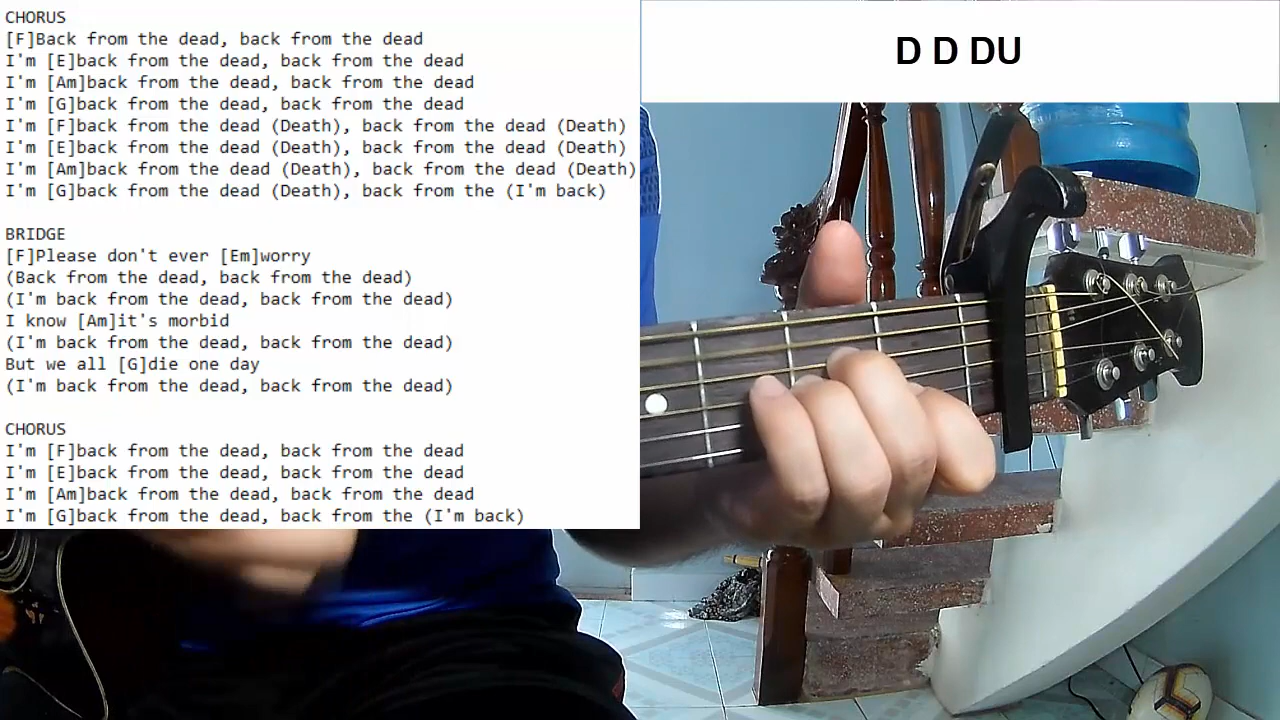 CHORUS
[F]Back from the dead, back from the dead
I'm [E]back from the dead, back from the dead
I'm [Am]back from the dead, back from the dead
I'm [G]back from the dead, back from the dead
I'm [F]back from the dead (Death), back from the dead (Death)
I'm [E]back from the dead (Death), back from the dead (Death)
I'm [Am]back from the dead (Death), back from the dead (Death)
I'm [G]back from the dead (Death), back from the (I'm back)
BRIDGE
[F]Please don't ever [Em]worry
(Back from the dead, back from the dead)
(I'm back from the dead, back from the dead)
I know [Am]it's morbid
(I'm back from the dead, back from the dead)
But we all [G]die one day
(I'm back from the dead, back from the dead)
CHORUS
I'm [F]back from the dead, back from the dead
I'm [E]back from the dead, back from the dead
I'm [Am]back from the dead, back from the dead
I'm [G]back from the dead, back from the (I'm back)
D D DU